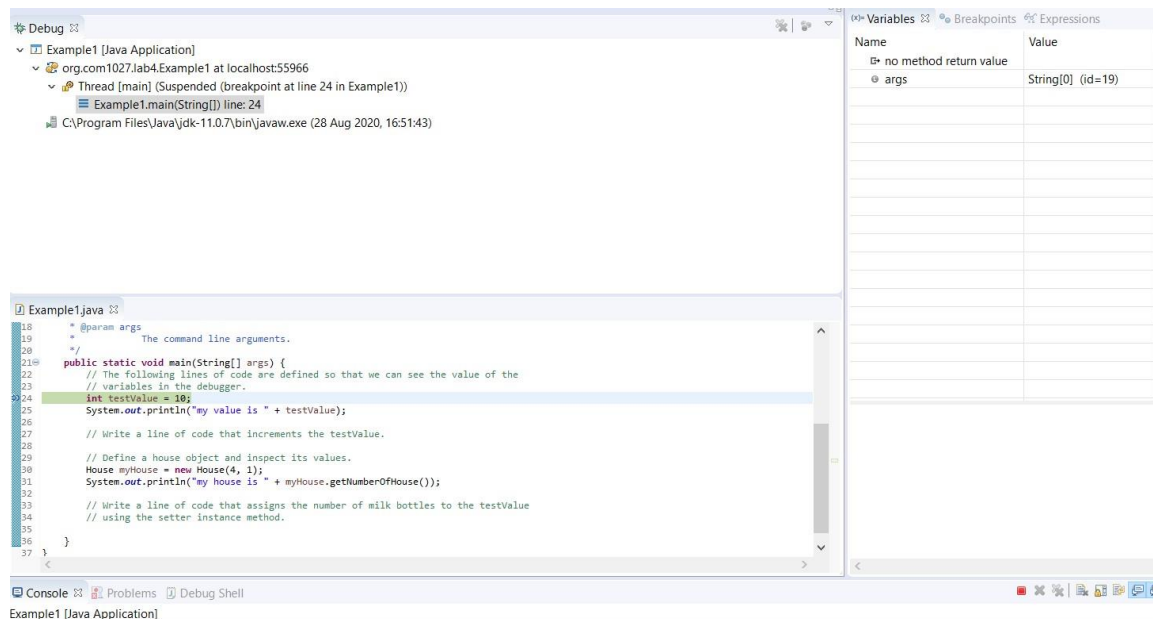 Debug
Example1 [Java Application]
org.com1027.lab4.Example1 at localhost:55966
Thread [main] (Suspended (breakpoint at line 24 in Example1))
Example1.main(String[]) line: 24
C:\Program Files\Java\jdk-11.0.7\bin\javaw.exe (28 Aug 2020, 16:51:43)
(x)= Variables Breakpoints Expressions
Name Value
no method return value
args String[0] (id=19)
Example1.java
18 * @param args
19 * The command line arguments.
20 */
21 public static void main(String[] args) {
22 // The following lines of code are defined so that we can see the value of the
23 // variables in the debugger.
24 int testValue = 10;
25 System.out.println("my value is " + testValue);
26
27 // Write a line of code that increments the testValue.
28
29 // Define a house object and inspect its values.
30 House myHouse = new House(4, 1);
31 System.out.println("my house is " + myHouse.getNumberOfHouse());
32
33 // Write a line of code that assigns the number of milk bottles to the testValue
34 // using the setter instance method.
35
36 }
37 }
Console Problems Debug Shell
Example1 [Java Application]